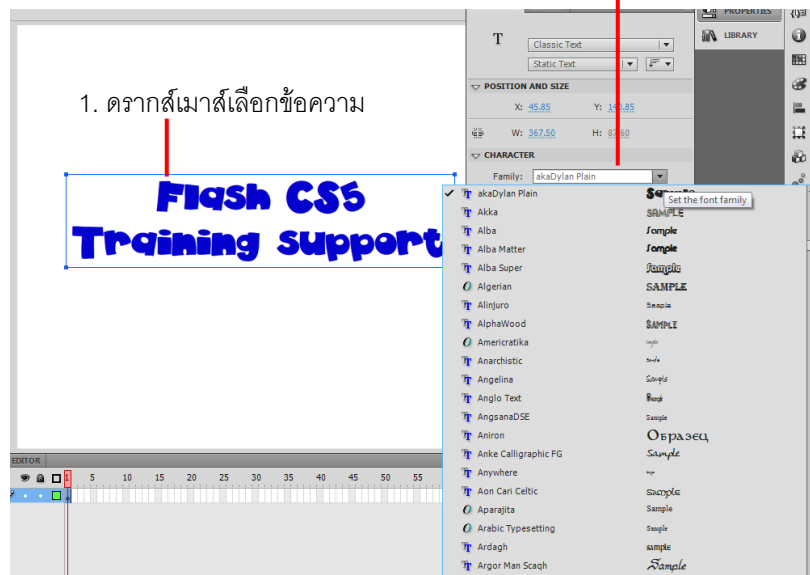 PROPERTIES
LIBRARY
T
Classic Text
Static Text
POSITION AND SIZE
X: 45.85 Y: 140.85
W: 367.50 H: 87.60
CHARACTER
Family: akaDylan Plain
1. ดรากส์เมาส์เลือกข้อความ
Flash CS5
Training support
akaDylan Plain Sample
Set the font family
Akka SAMPLE
Alba Sample
Alba Matter Sample
Alba Super Sample
Algerian SAMPLE
Alinjuro Sample
AlphaWood SAMPLE
Americratika
Anarchistic
Angelina Sample
Anglo Text Sample
AngsanaDSE Sample
Aniron Образец
Anke Calligraphic FG Sample
Anywhere
Aon Cari Celtic Sample
Aparajita Sample
Arabic Typesetting Sample
Ardagh sample
Argor Man Scaqh Sample
EDITOR
1 5 10 15 20 25 30 35 40 45 50 55